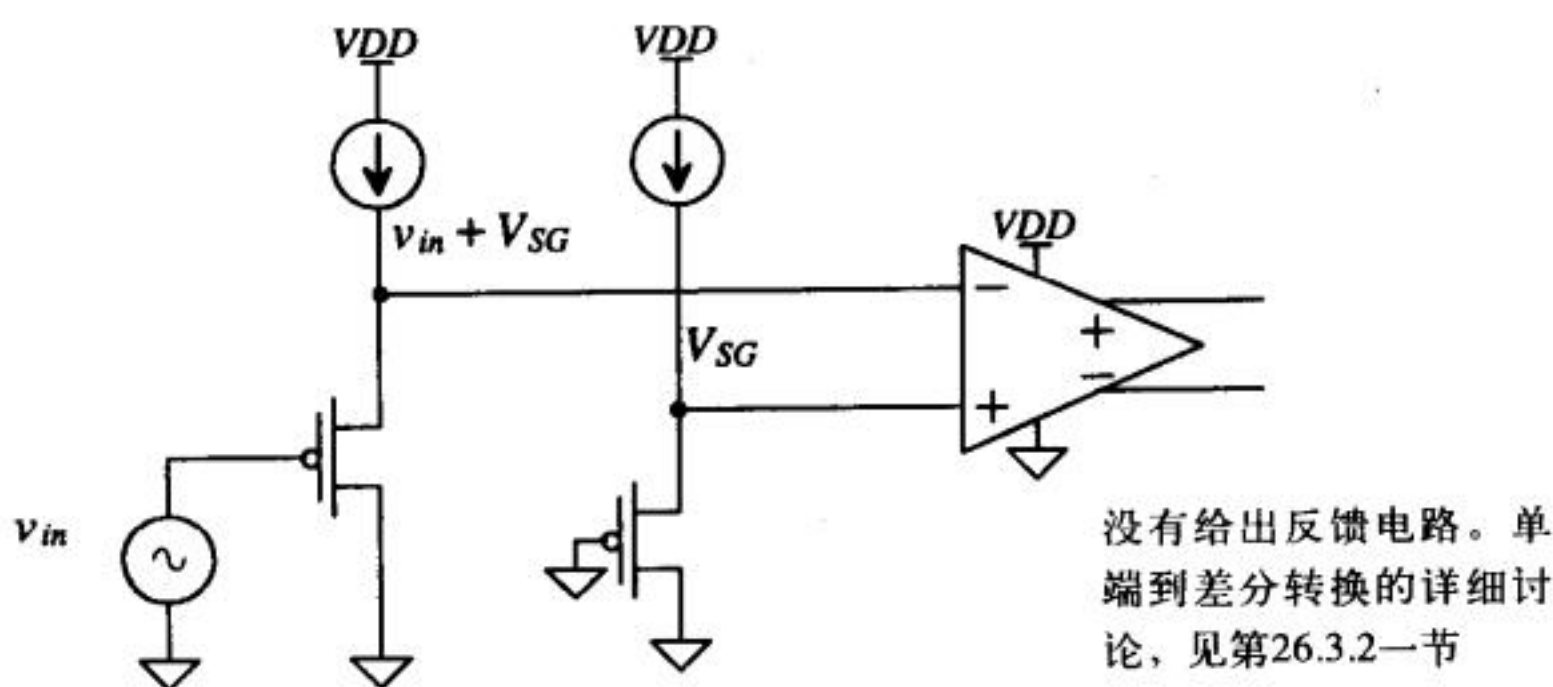 VDD
VDD
v_in + V_SG
VDD
−
V_SG
+
−
+
v_in
没有给出反馈电路。单
端到差分转换的详细讨
论，见第26.3.2一节